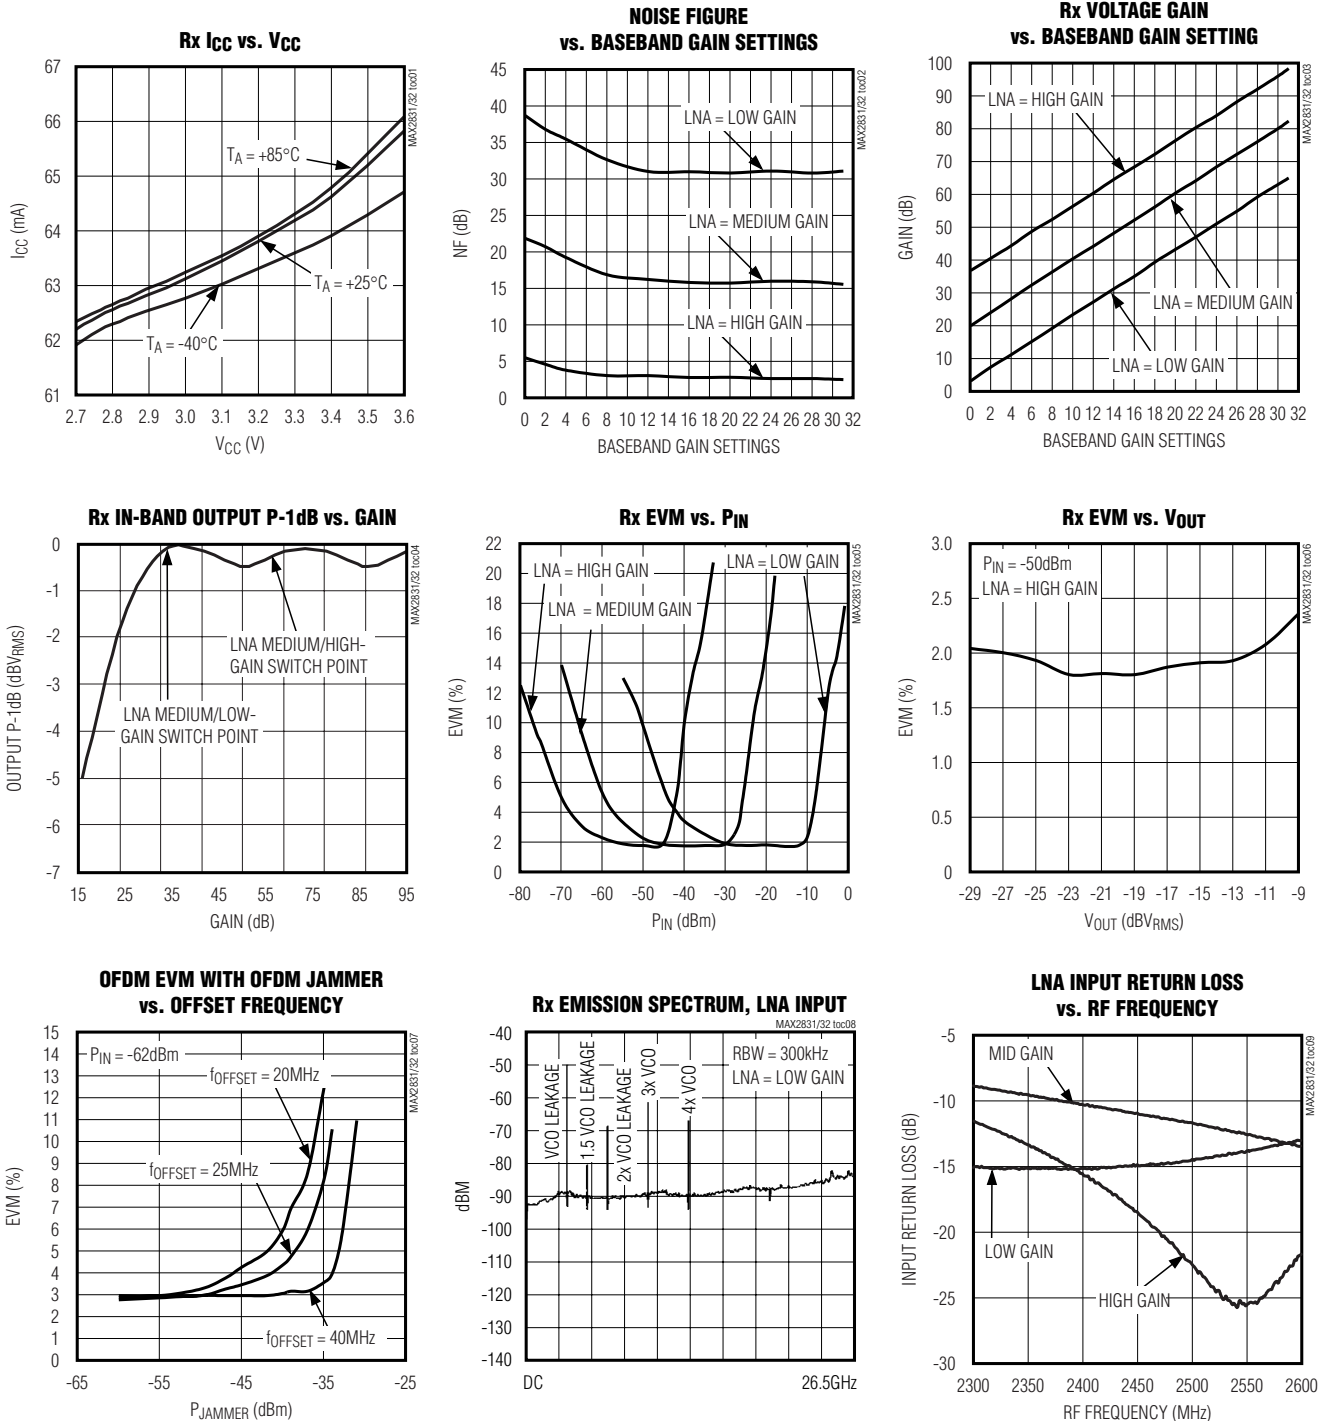 Rx ICC vs. VCC
MAX2831/32 toc01
67
66
65
64
63
62
61
ICC (mA)
TA = +85°C
TA = +25°C
TA = -40°C
2.7 2.8 2.9 3.0 3.1 3.2 3.3 3.4 3.5 3.6
VCC (V)
NOISE FIGURE
vs. BASEBAND GAIN SETTINGS
MAX2831/32 toc02
45
40
35
30
25
20
15
10
5
0
NF (dB)
LNA = LOW GAIN
LNA = MEDIUM GAIN
LNA = HIGH GAIN
0 2 4 6 8 10 12 14 16 18 20 22 24 26 28 30 32
BASEBAND GAIN SETTINGS
Rx VOLTAGE GAIN
vs. BASEBAND GAIN SETTING
MAX2831/32 toc03
100
90
80
70
60
50
40
30
20
10
0
GAIN (dB)
LNA = HIGH GAIN
LNA = MEDIUM GAIN
LNA = LOW GAIN
0 2 4 6 8 10 12 14 16 18 20 22 24 26 28 30 32
BASEBAND GAIN SETTINGS
Rx IN-BAND OUTPUT P-1dB vs. GAIN
MAX2831/32 toc04
0
-1
-2
-3
-4
-5
-6
-7
OUTPUT P-1dB (dBVRMS)
LNA MEDIUM/HIGH-
GAIN SWITCH POINT
LNA MEDIUM/LOW-
GAIN SWITCH POINT
15 25 35 45 55 65 75 85 95
GAIN (dB)
Rx EVM vs. PIN
MAX2831/32 toc05
22
20
18
16
14
12
10
8
6
4
2
0
EVM (%)
LNA = HIGH GAIN
LNA = LOW GAIN
LNA = MEDIUM GAIN
-80 -70 -60 -50 -40 -30 -20 -10 0
PIN (dBm)
Rx EVM vs. VOUT
MAX2831/32 toc06
3.0
2.5
2.0
1.5
1.0
0.5
0
EVM (%)
PIN = -50dBm
LNA = HIGH GAIN
-29 -27 -25 -23 -21 -19 -17 -15 -13 -11 -9
VOUT (dBVRMS)
OFDM EVM WITH OFDM JAMMER
vs. OFFSET FREQUENCY
MAX2831/32 toc07
15
14
13
12
11
10
9
8
7
6
5
4
3
2
1
0
EVM (%)
PIN = -62dBm
fOFFSET = 20MHz
fOFFSET = 25MHz
fOFFSET = 40MHz
-65 -55 -45 -35 -25
PJAMMER (dBm)
Rx EMISSION SPECTRUM, LNA INPUT
MAX2831/32 toc08
-40
-50
-60
-70
-80
-90
-100
-110
-120
-130
-140
dBM
VCO LEAKAGE
1.5 VCO LEAKAGE
2x VCO LEAKAGE
3x VCO
4x VCO
RBW = 300kHz
LNA = LOW GAIN
DC 26.5GHz
LNA INPUT RETURN LOSS
vs. RF FREQUENCY
MAX2831/32 toc09
-5
-10
-15
-20
-25
-30
INPUT RETURN LOSS (dB)
MID GAIN
LOW GAIN
HIGH GAIN
2300 2350 2400 2450 2500 2550 2600
RF FREQUENCY (MHz)